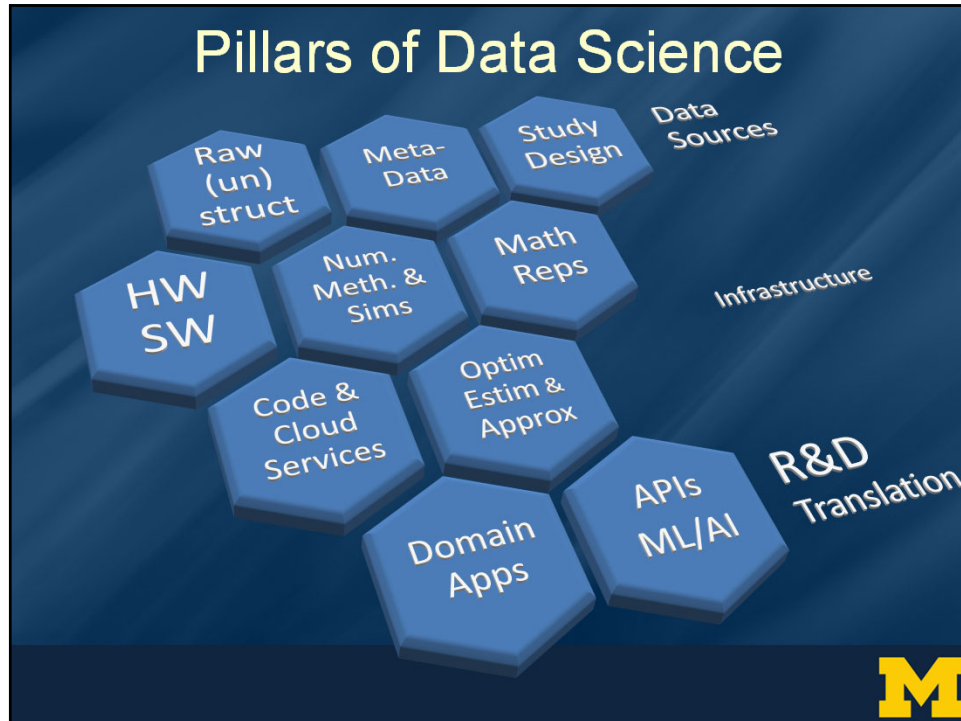 Pillars of Data Science
Raw
(un)
struct
Meta-
Data
Study
Design
Data
Sources
HW
SW
Num.
Meth. &
Sims
Math
Reps
Infrastructure
Code &
Cloud
Services
Optim
Estim &
Approx
Domain
Apps
APIs
ML/AI
R&D
Translation
M